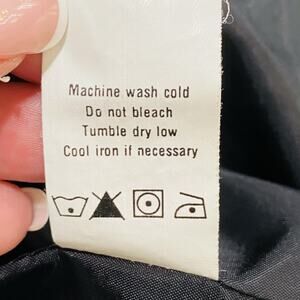 Machine wash cold
Do not bleach
Tumble dry low
Cool iron if necessary